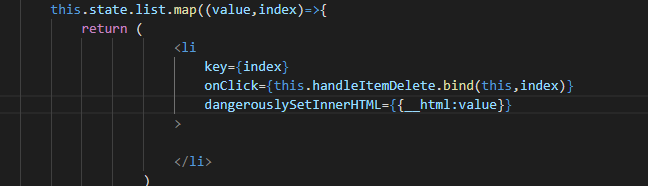 this.state.list.map((value,index)=>{
return (
<li
key={index}
onClick={this.handleItemDelete.bind(this,index)}
dangerouslySetInnerHTML={{__html:value}}
>
</li>
)